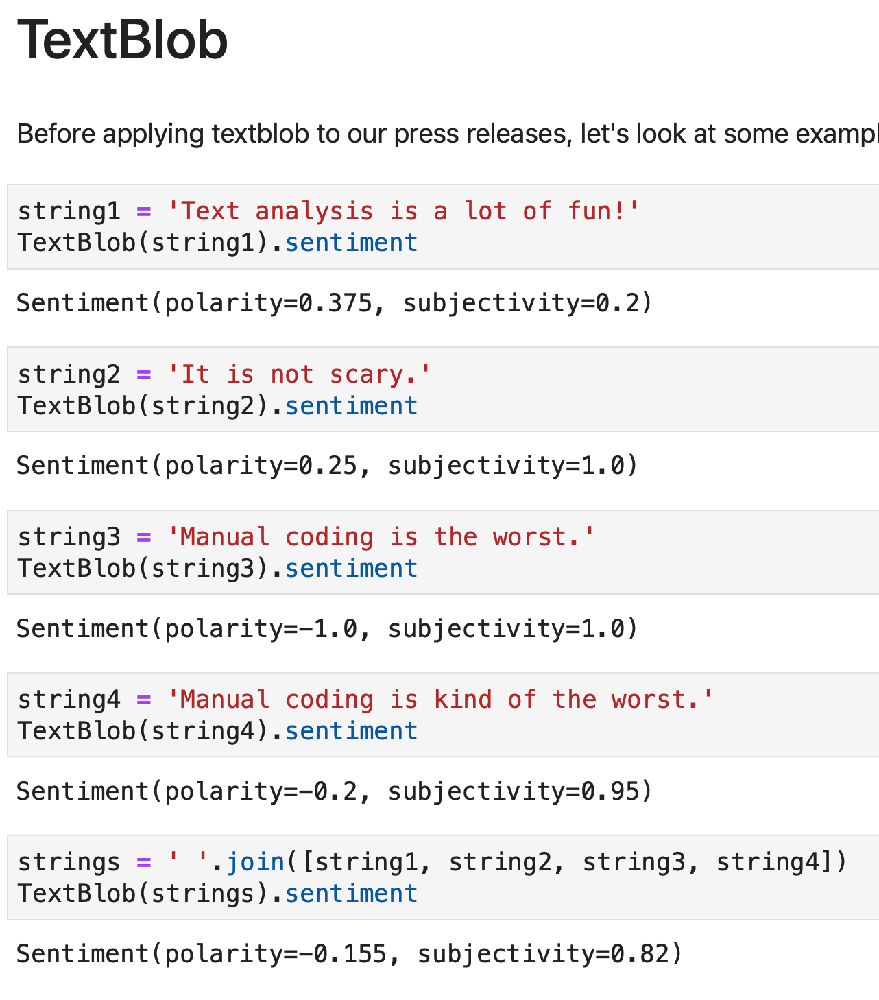 TextBlob
Before applying textblob to our press releases, let's look at some exampl
string1 = 'Text analysis is a lot of fun!'
TextBlob(string1).sentiment
Sentiment(polarity=0.375, subjectivity=0.2)
string2 = 'It is not scary.'
TextBlob(string2).sentiment
Sentiment(polarity=0.25, subjectivity=1.0)
string3 = 'Manual coding is the worst.'
TextBlob(string3).sentiment
Sentiment(polarity=-1.0, subjectivity=1.0)
string4 = 'Manual coding is kind of the worst.'
TextBlob(string4).sentiment
Sentiment(polarity=-0.2, subjectivity=0.95)
strings = ' '.join([string1, string2, string3, string4])
TextBlob(strings).sentiment
Sentiment(polarity=-0.155, subjectivity=0.82)